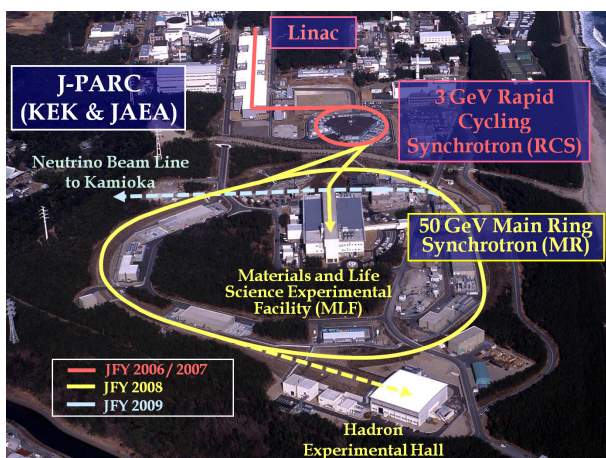 Linac
J-PARC
(KEK & JAEA)
3 GeV Rapid
Cycling
Synchrotron (RCS)
Neutrino Beam Line
to Kamioka
50 GeV Main Ring
Synchrotron (MR)
Materials and Life
Science Experimental
Facility (MLF)
JFY 2006 / 2007
JFY 2008
JFY 2009
Hadron
Experimental Hall